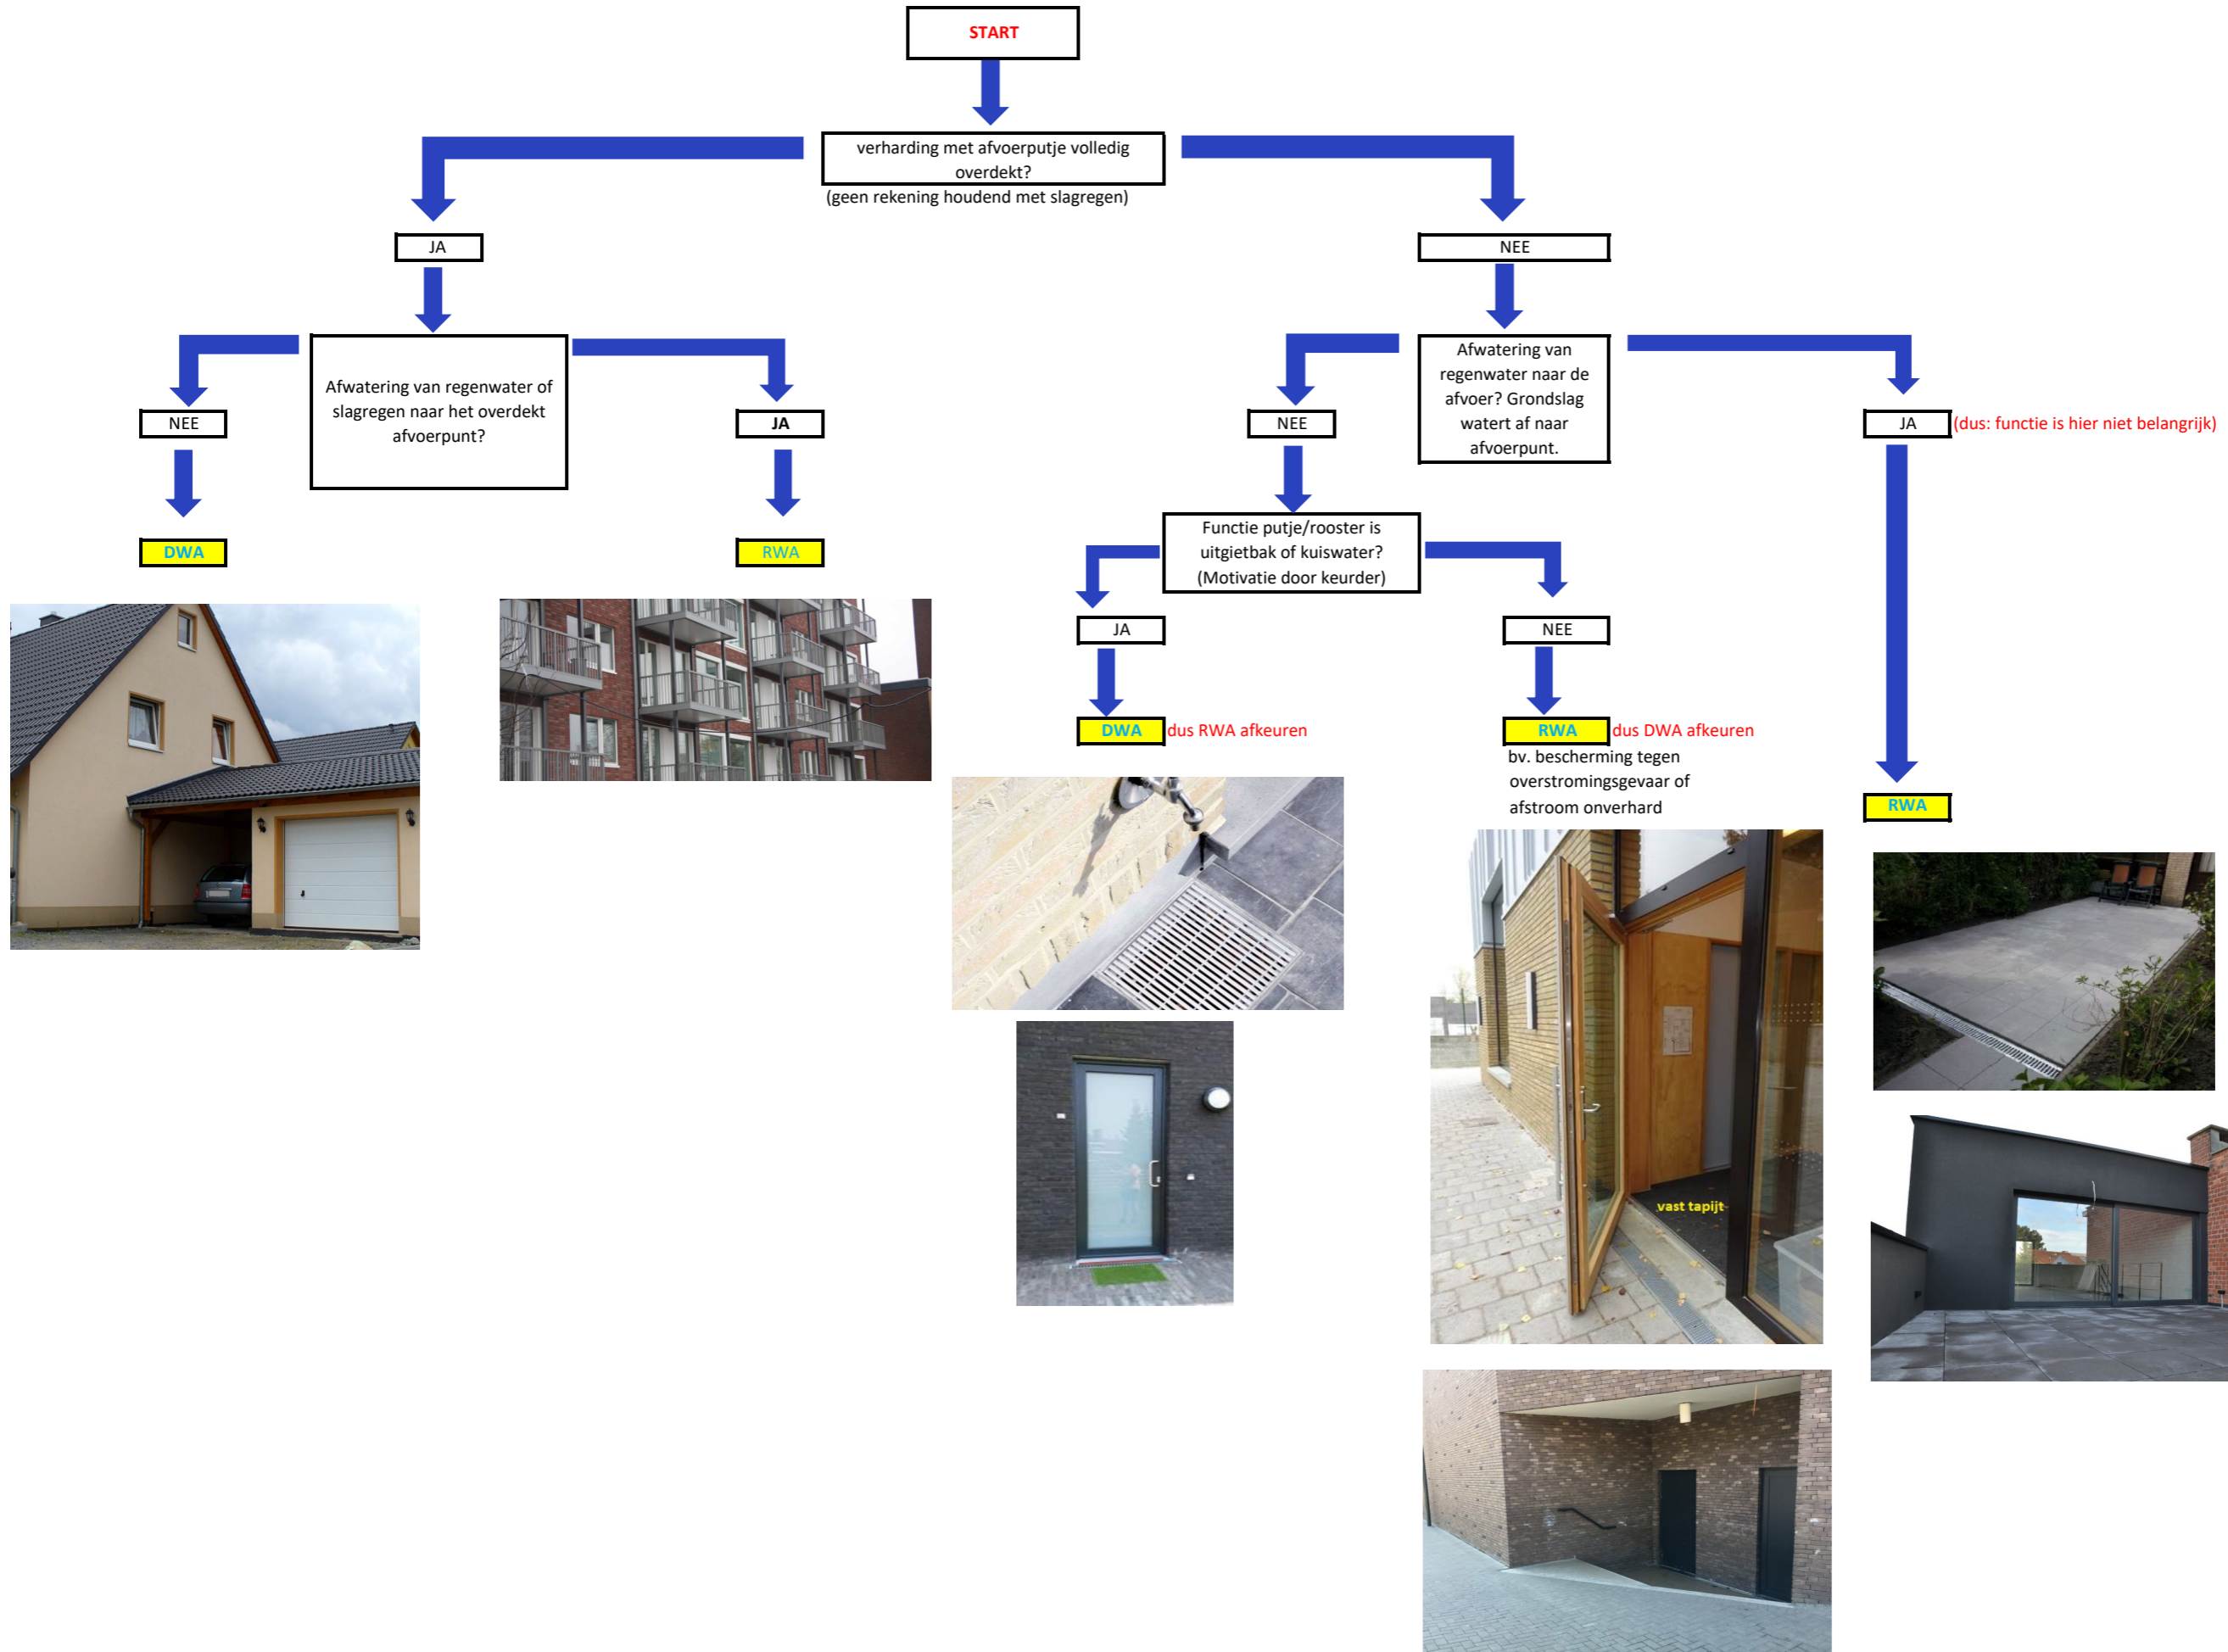 START
verharding met afvoerputje volledig
overdekt?
(geen rekening houdend met slagregen)
JA
NEE
Afwatering van regenwater of
slagregen naar het overdekt
afvoerpunt?
Afwatering van
regenwater naar de
afvoer? Grondslag
watert af naar
afvoerpunt.
NEE
JA
NEE
JA (dus: functie is hier niet belangrijk)
Functie putje/rooster is
uitgietbak of kuiswater?
(Motivatie door keurder)
DWA
RWA
JA
NEE
DWA dus RWA afkeuren
RWA dus DWA afkeuren
bv. bescherming tegen
overstromingsgevaar of
afstroom onverhard
RWA
vast tapijt